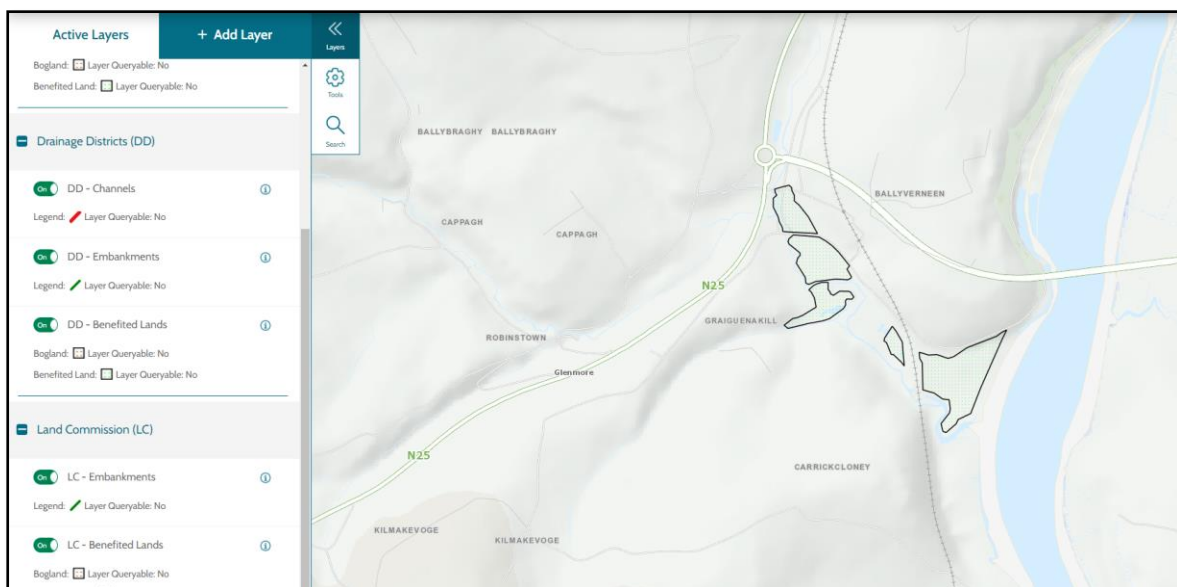 Active Layers
+ Add Layer
Layers
Tools
Search
Bogland: Layer Queryable: No
Benefited Land: Layer Queryable: No
Drainage Districts (DD)
On DD - Channels
Legend: Layer Queryable: No
On DD - Embankments
Legend: Layer Queryable: No
On DD - Benefited Lands
Bogland: Layer Queryable: No
Benefited Land: Layer Queryable: No
Land Commission (LC)
On LC - Embankments
Legend: Layer Queryable: No
On LC - Benefited Lands
Bogland: Layer Queryable: No
BALLYBRAGHY BALLYBRAGHY
BALLYVERNEEN
CAPPAGH
CAPPAGH
N25
GRAIGUENAKILL
ROBINSTOWN
Glenmore
N25
CARRICKCLONEY
KILMAKEVOGE
KILMAKEVOGE